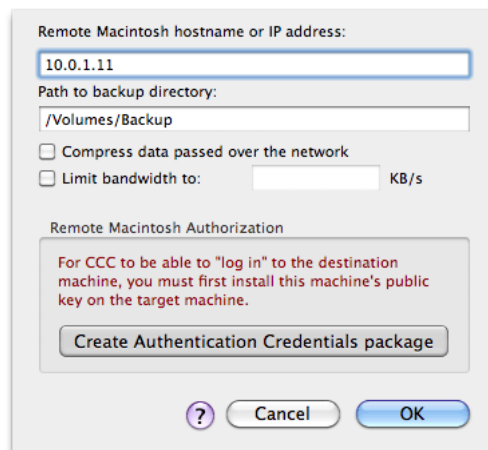 Remote Macintosh hostname or IP address:
10.0.1.11
Path to backup directory:
/Volumes/Backup
Compress data passed over the network
Limit bandwidth to: KB/s
Remote Macintosh Authorization
For CCC to be able to "log in" to the destination
machine, you must first install this machine's public
key on the target machine.
Create Authentication Credentials package
? Cancel OK